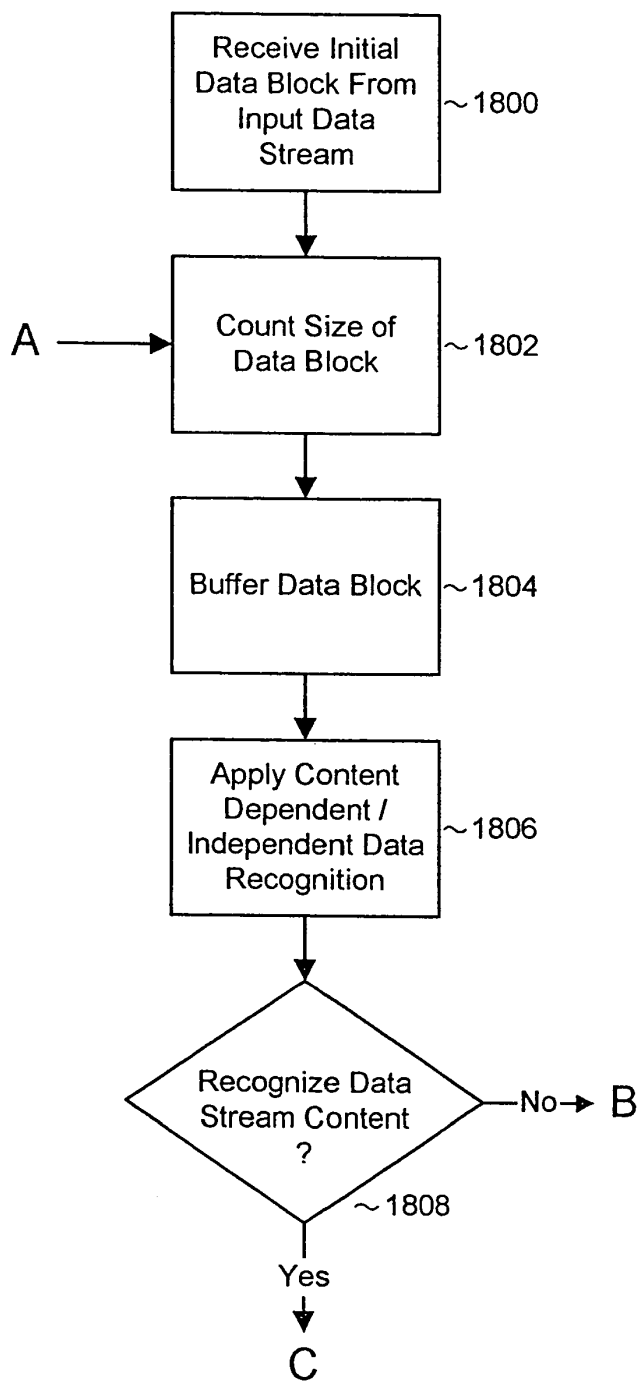 Receive Initial
Data Block From
Input Data
Stream
~1800
A
Count Size of
Data Block
~1802
Buffer Data Block
~1804
Apply Content
Dependent /
Independent Data
Recognition
~1806
Recognize Data
Stream Content
?
No
B
~1808
Yes
C